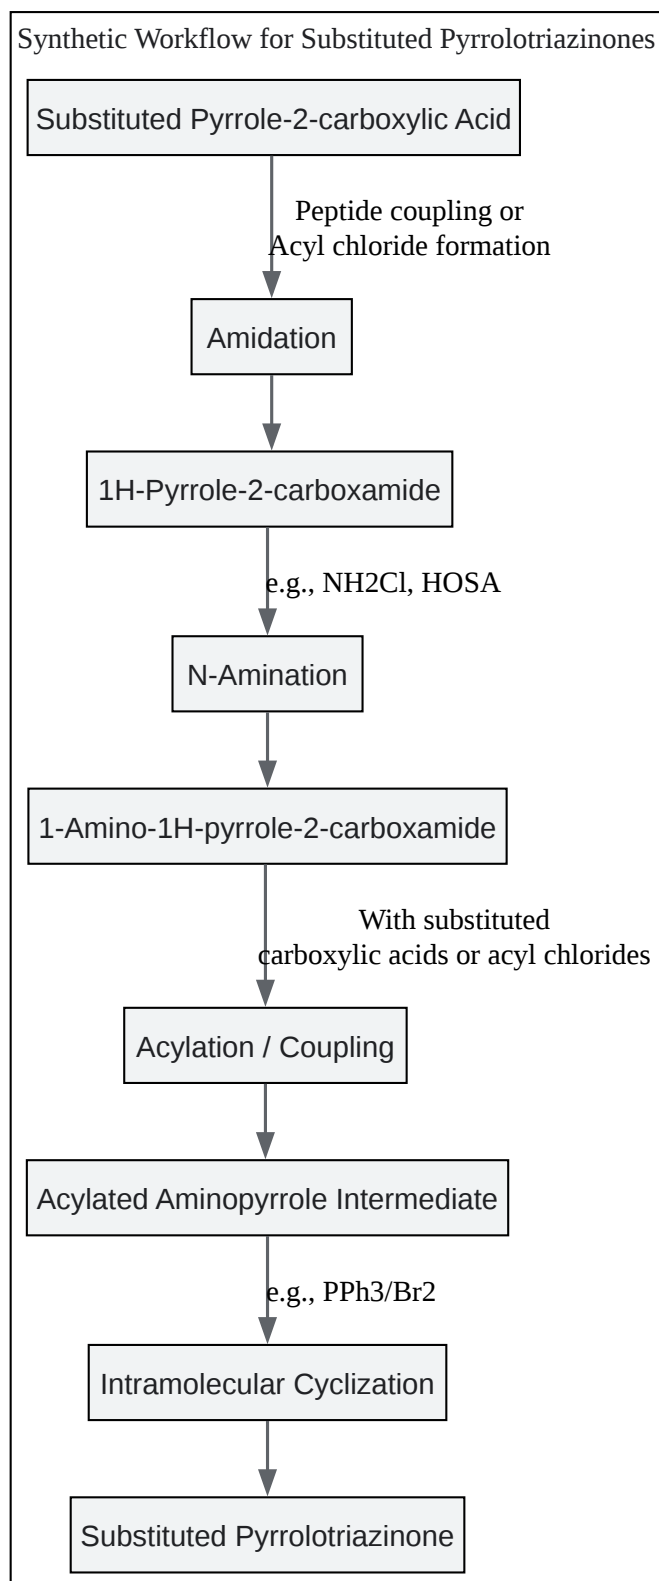 Synthetic Workflow for Substituted Pyrrolotriazinones
Substituted Pyrrole-2-carboxylic Acid
Peptide coupling or
Acyl chloride formation
Amidation
1H-Pyrrole-2-carboxamide
e.g., NH2Cl, HOSA
N-Amination
1-Amino-1H-pyrrole-2-carboxamide
With substituted
carboxylic acids or acyl chlorides
Acylation / Coupling
Acylated Aminopyrrole Intermediate
e.g., PPh3/Br2
Intramolecular Cyclization
Substituted Pyrrolotriazinone